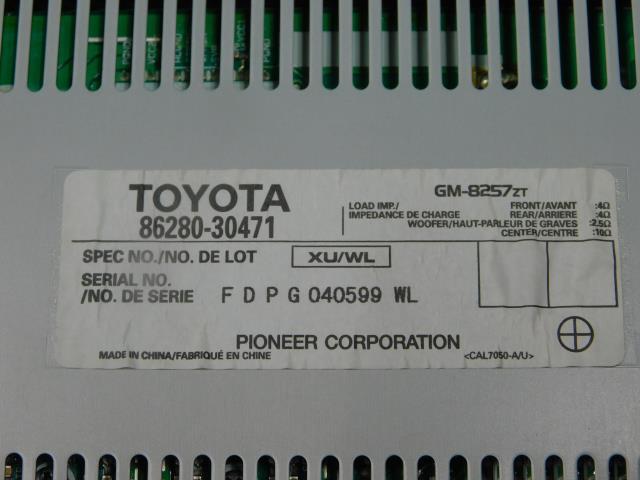 TOYOTA
86280-30471
GM-8257ZT
LOAD IMP./
IMPEDANCE DE CHARGE
FRONT/AVANT :4Ω
REAR/ARRIERE :4Ω
WOOFER/HAUT-PARLEUR DE GRAVES :2.5Ω
CENTER/CENTRE :10Ω
SPEC NO./NO. DE LOT XU/WL
SERIAL NO.
/NO. DE SERIE F D P G 040599 WL
PIONEER CORPORATION
MADE IN CHINA/FABRIQUÉ EN CHINE
<CAL7050-A/U>